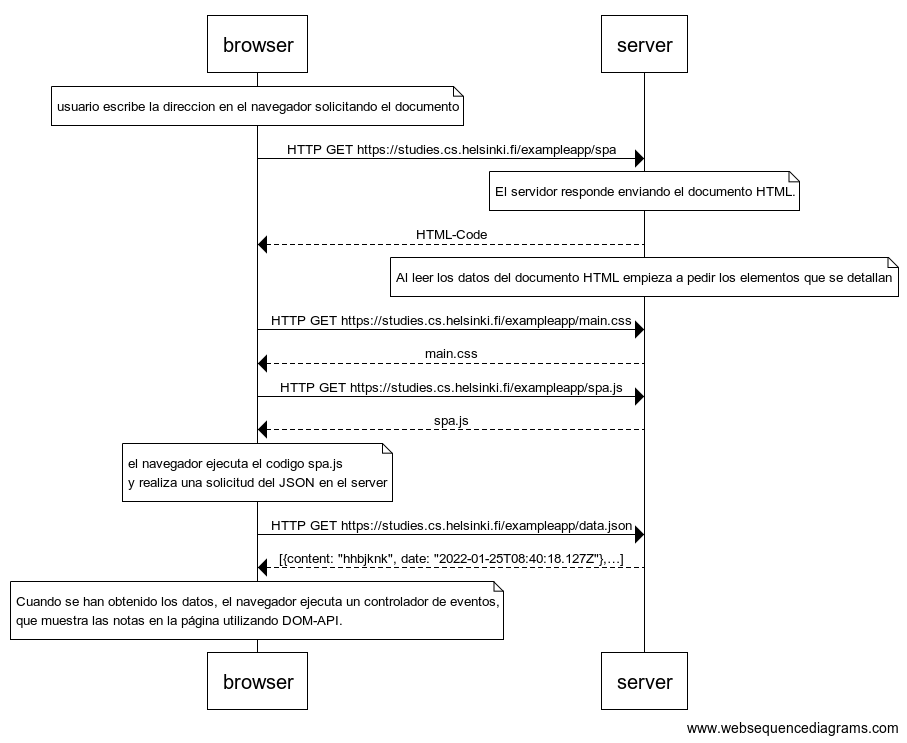 browser
server
usuario escribe la direccion en el navegador solicitando el documento
HTTP GET https://studies.cs.helsinki.fi/exampleapp/spa
El servidor responde enviando el documento HTML.
HTML-Code
Al leer los datos del documento HTML empieza a pedir los elementos que se detallan
HTTP GET https://studies.cs.helsinki.fi/exampleapp/main.css
main.css
HTTP GET https://studies.cs.helsinki.fi/exampleapp/spa.js
spa.js
el navegador ejecuta el codigo spa.js
y realiza una solicitud del JSON en el server
HTTP GET https://studies.cs.helsinki.fi/exampleapp/data.json
[{content: "hhbjknk", date: "2022-01-25T08:40:18.127Z"},...]
Cuando se han obtenido los datos, el navegador ejecuta un controlador de eventos,
que muestra las notas en la página utilizando DOM-API.
browser
server
www.websequencediagrams.com